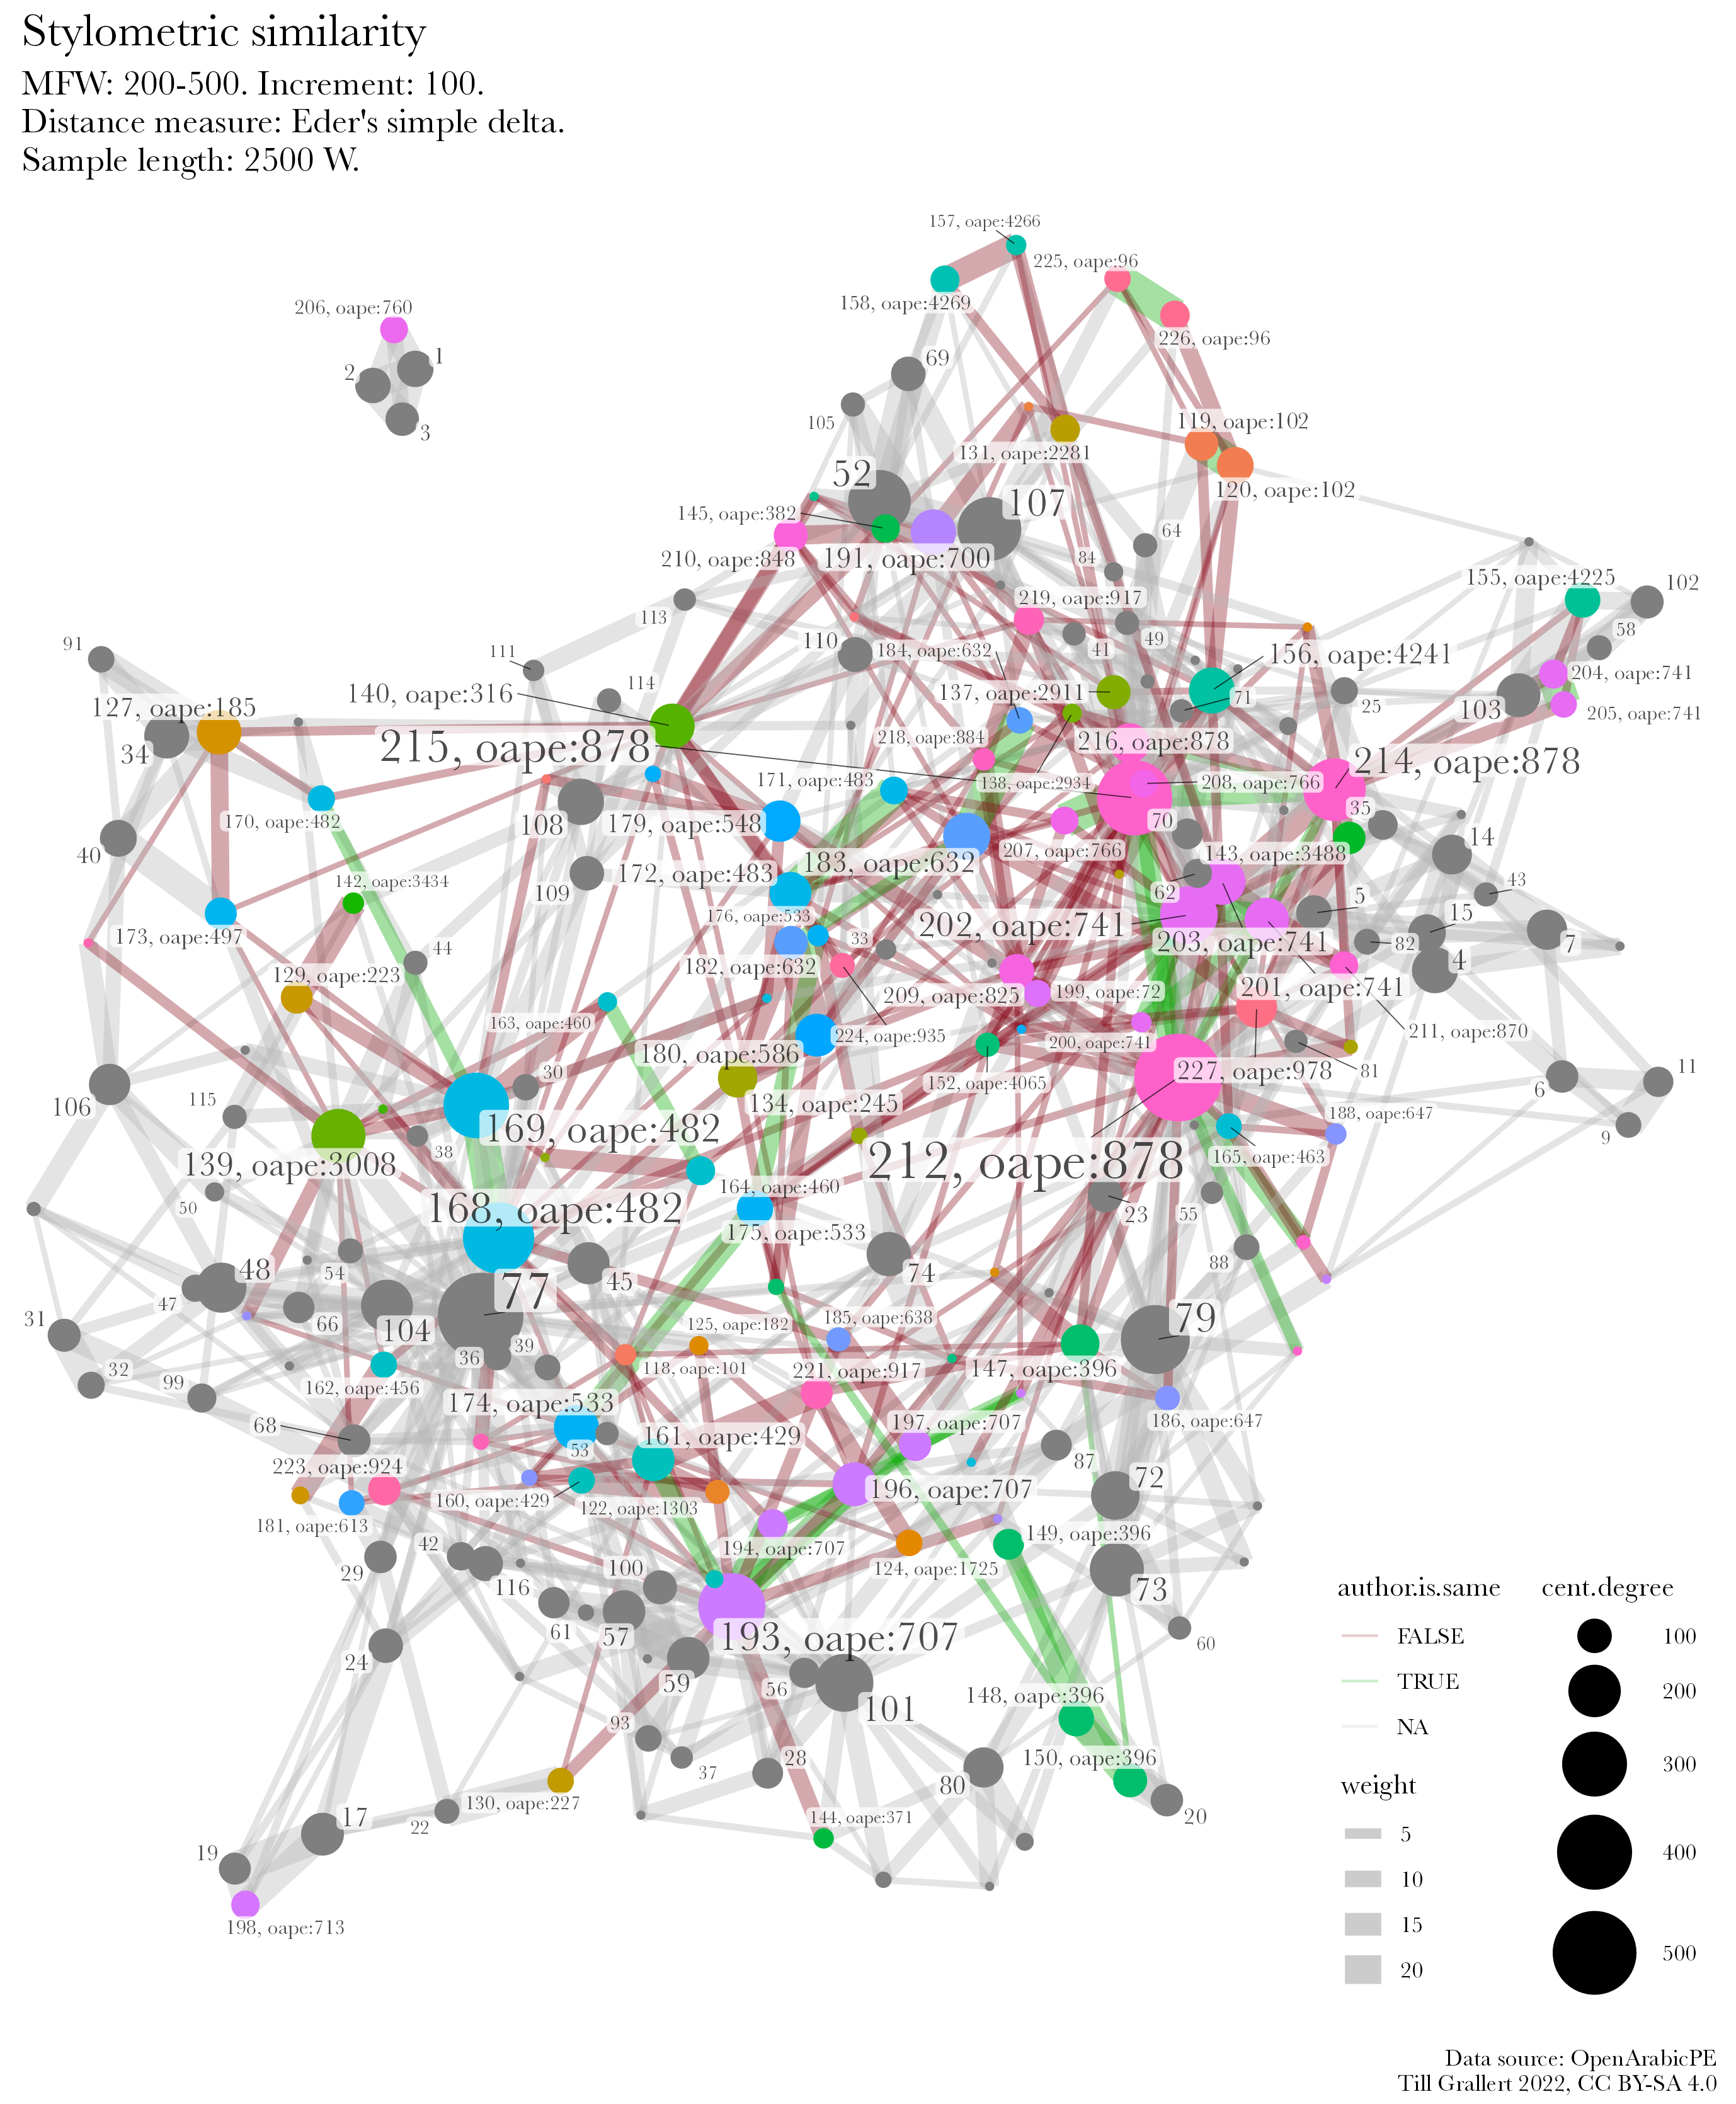 Stylometric similarity
MFW: 200-500. Increment: 100.
Distance measure: Eder's simple delta.
Sample length: 2500 W.
157, oape:4266
225, oape:96
158, oape:4269
206, oape:760
226, oape:96
1
2
3
69
105
119, oape:102
131, oape:2281
52
120, oape:102
107
145, oape:382
64
210, oape:848
191, oape:700
84
155, oape:4225
102
219, oape:917
113
58
49
110
184, oape:632
41
156, oape:4241
91
111
204, oape:741
114
140, oape:316
137, oape:2911
71
25
103
205, oape:741
127, oape:185
34
215, oape:878
218, oape:884
216, oape:878
214, oape:878
171, oape:483
138, oape:2934
208, oape:766
35
170, oape:482
108
179, oape:548
70
14
40
207, oape:766
143, oape:3488
183, oape:632
142, oape:3434
109
172, oape:483
62
43
5
15
176, oape:533
202, oape:741
173, oape:497
33
203, oape:741
82
7
44
182, oape:632
4
129, oape:223
209, oape:825
199, oape:72
201, oape:741
163, oape:460
211, oape:870
224, oape:935
200, oape:741
180, oape:586
30
152, oape:4065
227, oape:978
81
11
6
106
115
134, oape:245
188, oape:647
169, oape:482
9
38
139, oape:3008
212, oape:878
165, oape:463
164, oape:460
50
168, oape:482
23
55
175, oape:533
88
48
54
45
74
47
77
79
31
66
104
125, oape:182
185, oape:638
39
36
118, oape:101
221, oape:917
147, oape:396
32
99
162, oape:456
174, oape:533
197, oape:707
186, oape:647
68
161, oape:429
53
87
223, oape:924
72
196, oape:707
160, oape:429
122, oape:1303
181, oape:613
149, oape:396
194, oape:707
42
124, oape:1725
29
100
116
73
61
57
193, oape:707
60
24
59
56
101
148, oape:396
93
150, oape:396
28
37
80
130, oape:227
144, oape:371
20
17
22
19
198, oape:713
author.is.same
FALSE
TRUE
NA
weight
5
10
15
20
cent.degree
100
200
300
400
500
Data source: OpenArabicPE
Till Grallert 2022, CC BY-SA 4.0